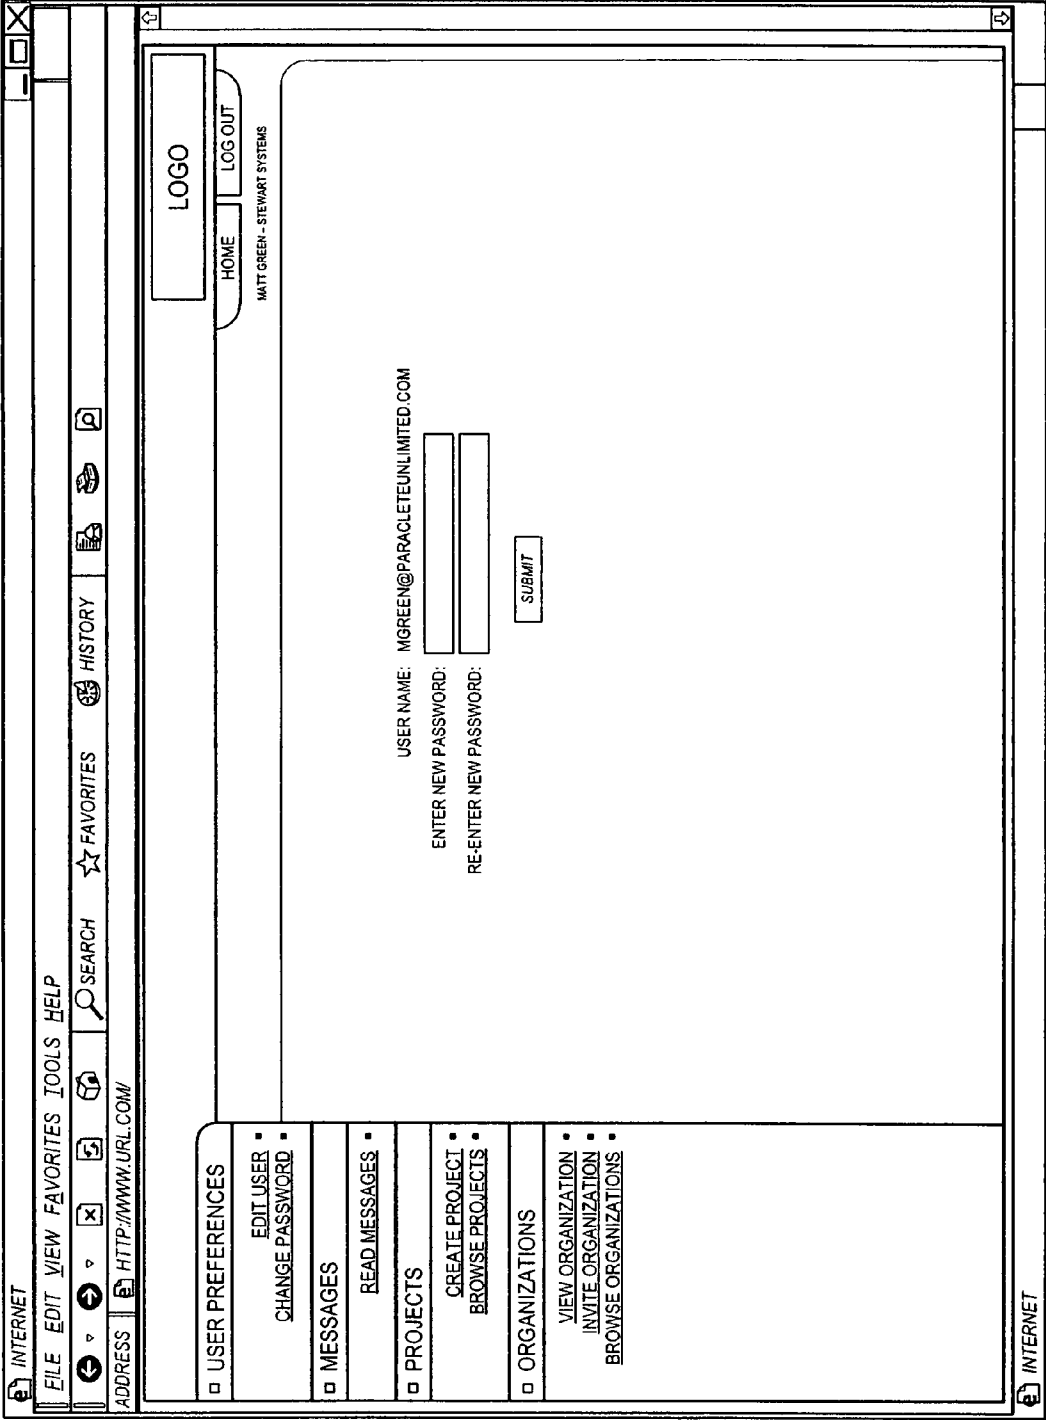 INTERNET
FILE EDIT VIEW FAVORITES TOOLS HELP
SEARCH FAVORITES HISTORY
ADDRESS HTTP://WWW.URL.COM/
LOGO
HOME LOG OUT
MATT GREEN – STEWART SYSTEMS
USER PREFERENCES
EDIT USER
CHANGE PASSWORD
MESSAGES
READ MESSAGES
PROJECTS
CREATE PROJECT
BROWSE PROJECTS
ORGANIZATIONS
VIEW ORGANIZATION
INVITE ORGANIZATION
BROWSE ORGANIZATIONS
USER NAME: MGREEN@PARACLETEUNLIMITED.COM
ENTER NEW PASSWORD:
RE-ENTER NEW PASSWORD:
SUBMIT
INTERNET